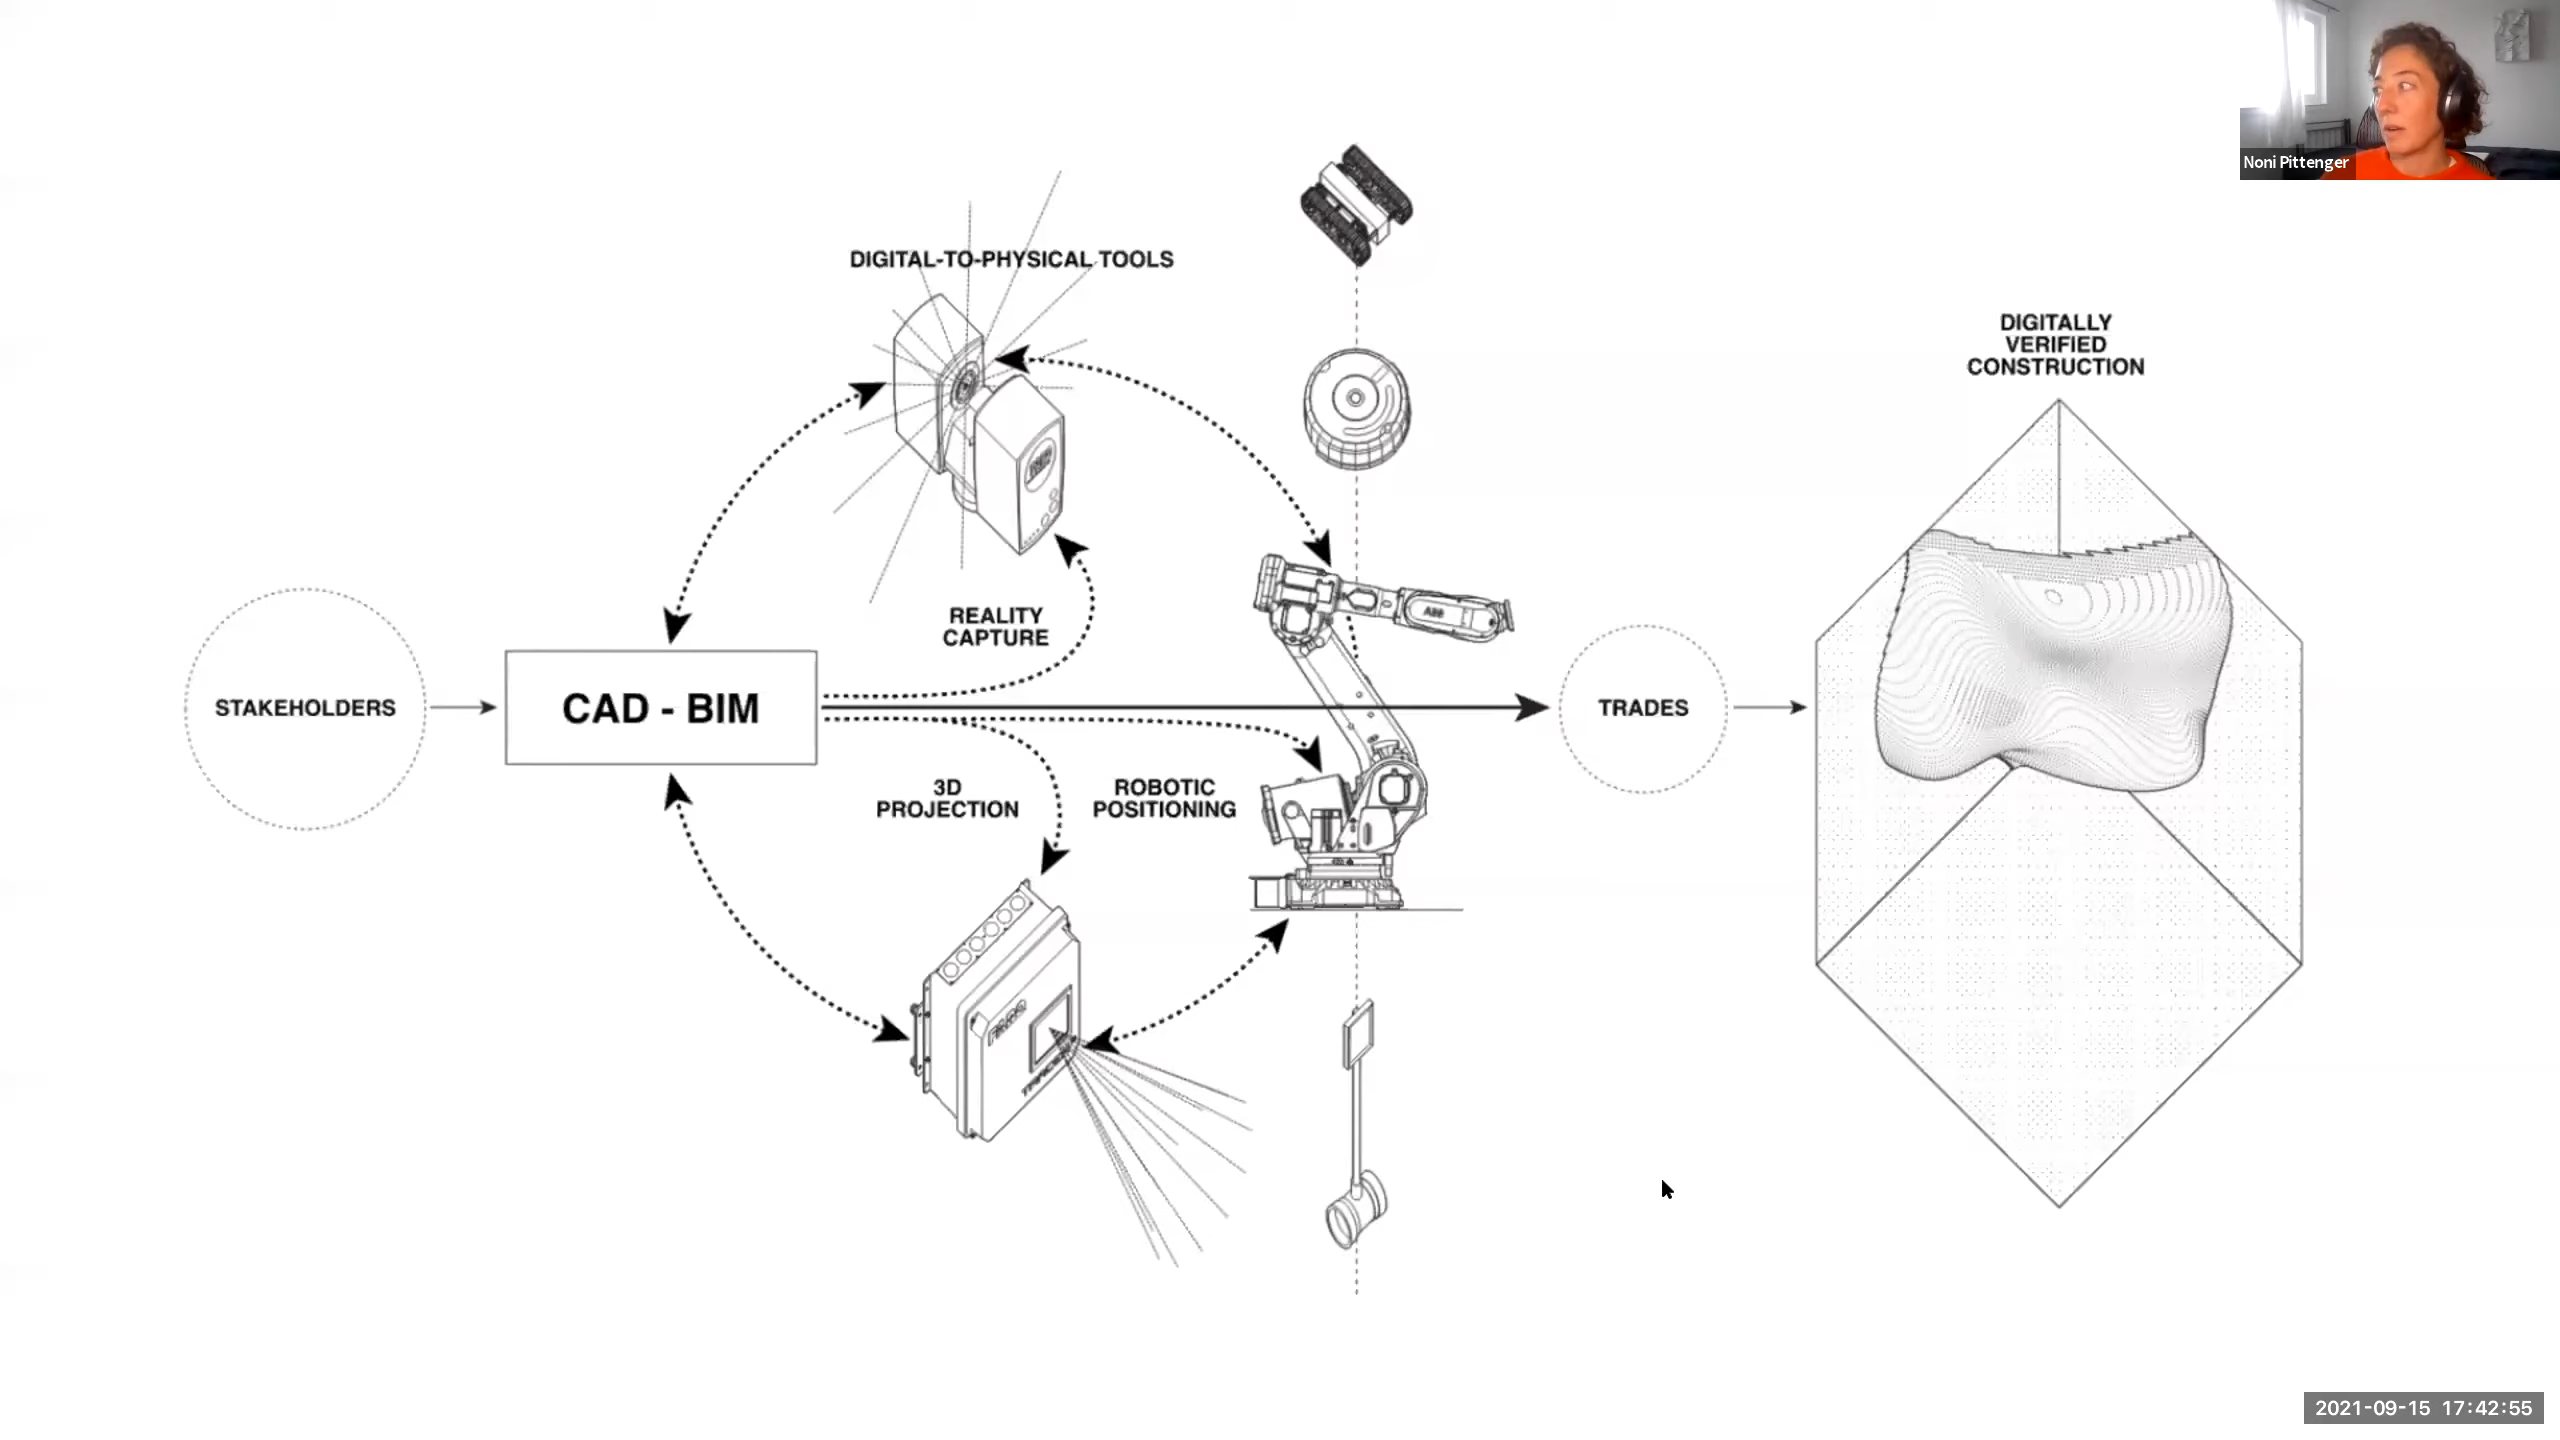 Noni Pittenger
DIGITAL-TO-PHYSICAL TOOLS
DIGITALLY
VERIFIED
CONSTRUCTION
REALITY
CAPTURE
STAKEHOLDERS
CAD - BIM
TRADES
3D
PROJECTION
ROBOTIC
POSITIONING
ABB
2021-09-15 17:42:55